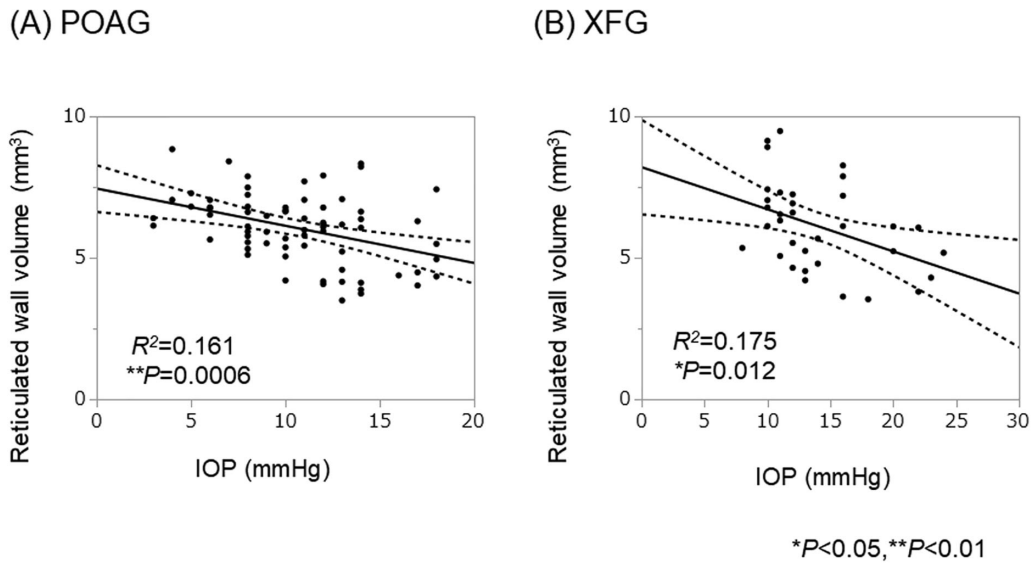 (A) POAG
(B) XFG
Reticulated wall volume (mm³)
10
5
0
R²=0.161
**P=0.0006
0 5 10 15 20
IOP (mmHg)
Reticulated wall volume (mm³)
10
5
0
R²=0.175
*P=0.012
0 5 10 15 20 25 30
IOP (mmHg)
*P<0.05,**P<0.01